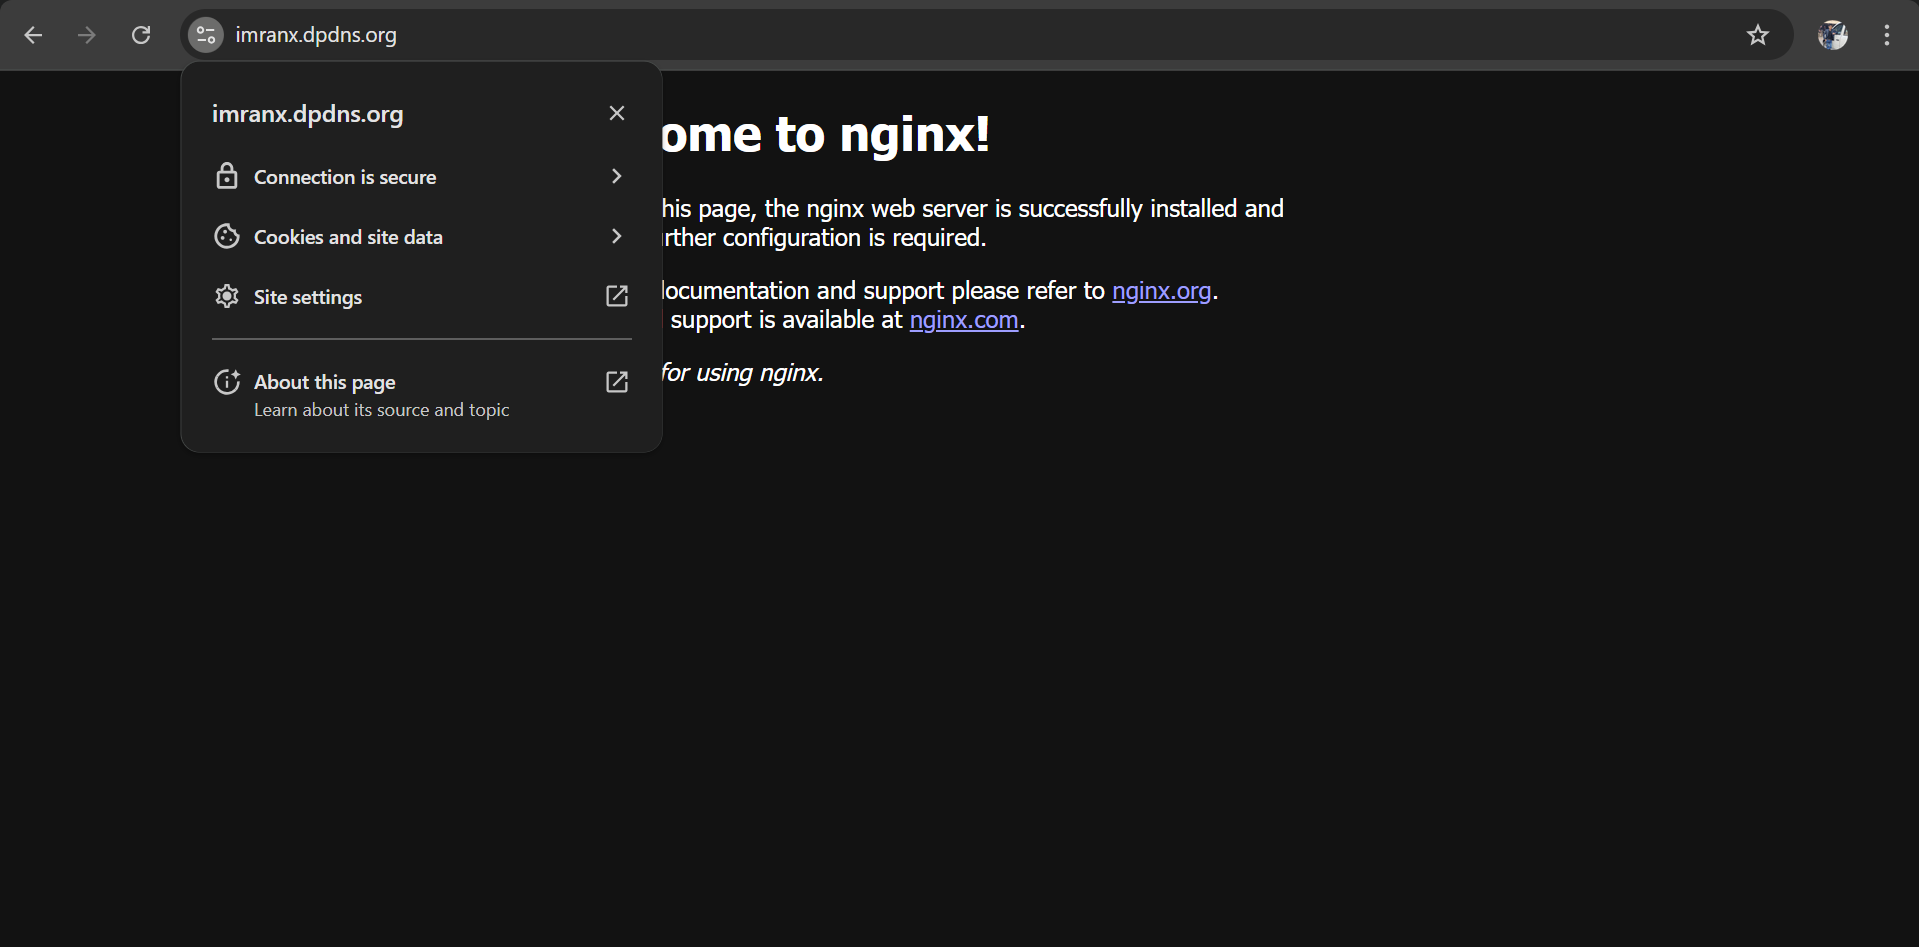 imranx.dpdns.org
imranx.dpdns.org
Connection is secure
Cookies and site data
Site settings
About this page
Learn about its source and topic
ome to nginx!
his page, the nginx web server is successfully installed and
rther configuration is required.
ocumentation and support please refer to nginx.org.
support is available at nginx.com.
for using nginx.